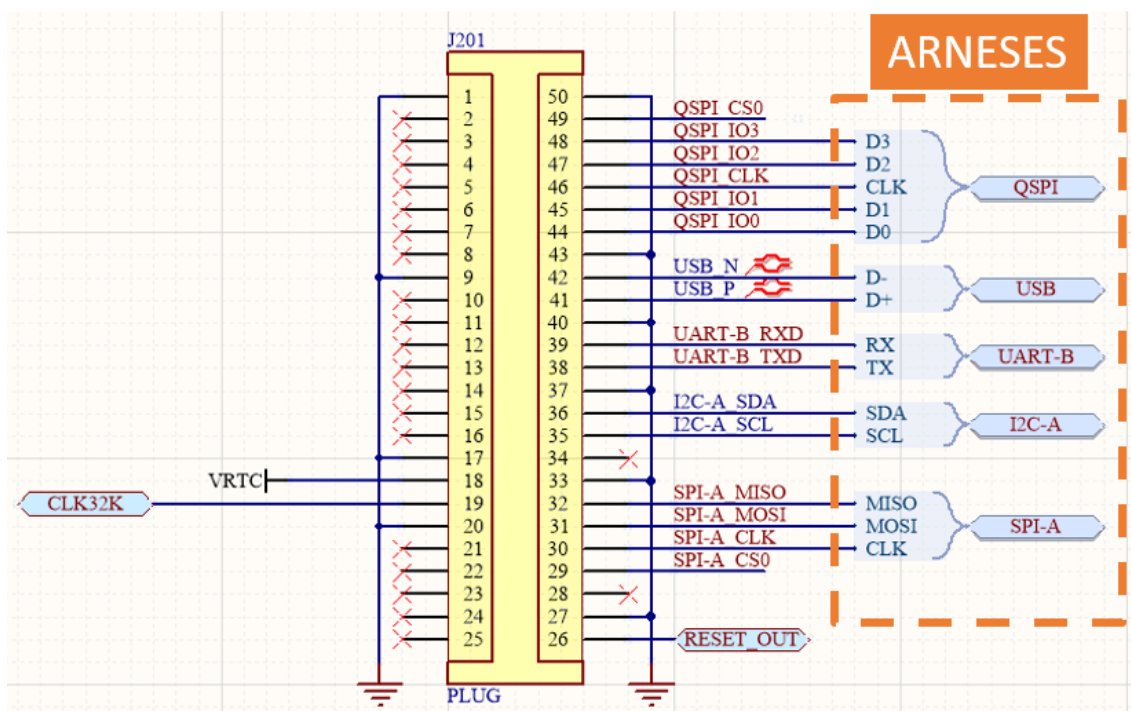 ARNESES
J201
1 50
2 49 QSPI_CS0
3 48 QSPI_IO3 D3
4 47 QSPI_IO2 D2
5 46 QSPI_CLK CLK QSPI
6 45 QSPI_IO1 D1
7 44 QSPI_IO0 D0
8 43
9 42 USB_N D- USB
10 41 USB_P D+
11 40
12 39 UART-B_RXD RX UART-B
13 38 UART-B_TXD TX
14 37
15 36 I2C-A_SDA SDA I2C-A
16 35 I2C-A_SCL SCL
17 34
VRTC 18 33
CLK32K 19 32 SPI-A_MISO MISO
20 31 SPI-A_MOSI MOSI SPI-A
21 30 SPI-A_CLK CLK
22 29 SPI-A_CS0
23 28
24 27
25 26 RESET_OUT
PLUG